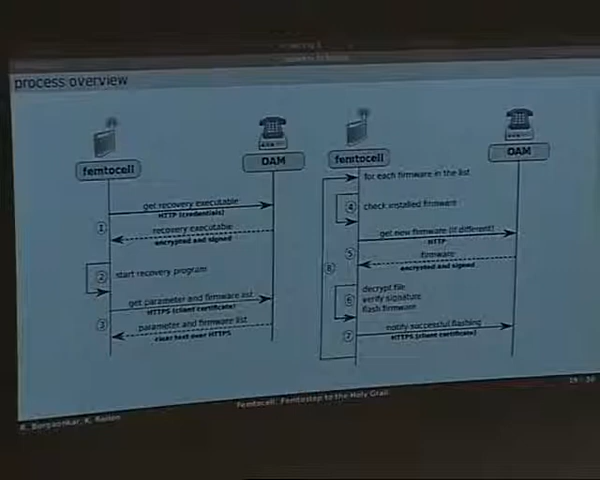 process overview
femtocell
OAM
get recovery executable
HTTP (credentials)
1
recovery executable
encrypted and signed
2
start recovery program
get parameter and firmware list
HTTPS (client certificate)
3
parameter and firmware list
clear text over HTTPS
femtocell
OAM
for each firmware in the list
4
check installed firmware
get new firmware (if different)
HTTP
5
firmware
encrypted and signed
8
decrypt file
6
verify signature
flash firmware
7
notify successful flashing
HTTPS (client certificate)
R. Borgaonkar, K. Redon
Femtocell: Femtostep to the Holy Grail